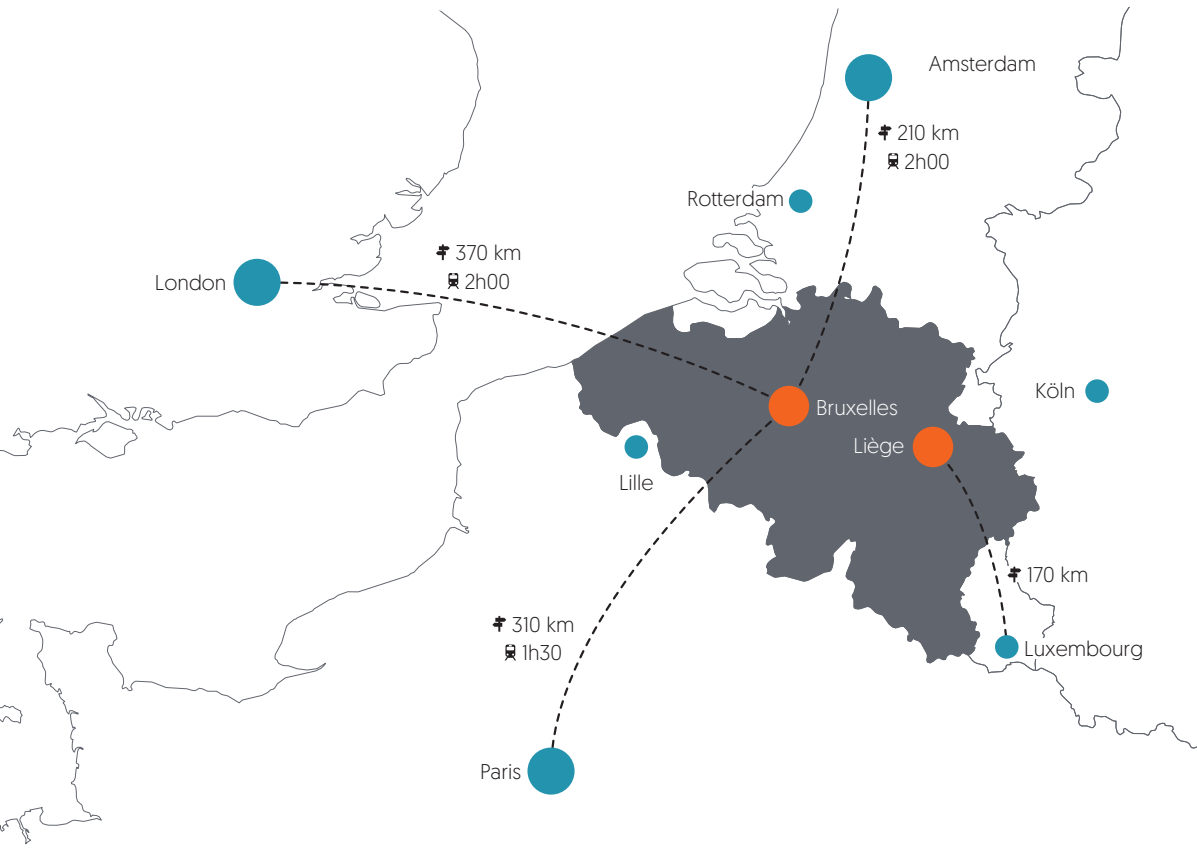 Amsterdam
210 km
2h00
Rotterdam
370 km
2h00
London
Köln
Bruxelles
Liège
Lille
170 km
310 km
1h30
Luxembourg
Paris